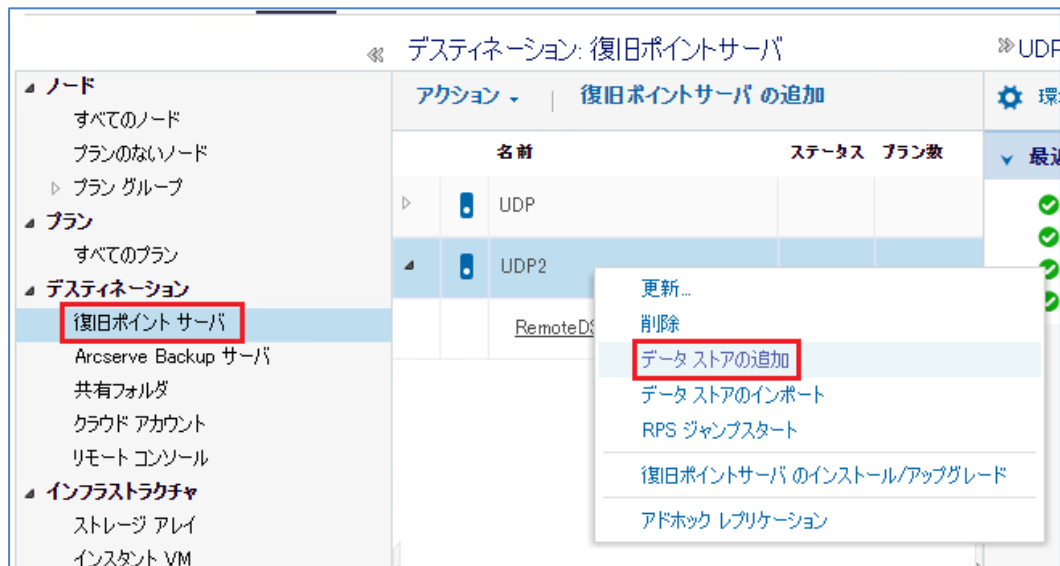 デスティネーション: 復旧ポイントサーバ
アクション
復旧ポイントサーバ の追加
名前 ステータス プラン数
UDP
UDP2
RemoteDS
ノード
すべてのノード
プランのないノード
プラン グループ
プラン
すべてのプラン
デスティネーション
復旧ポイント サーバ
Arcserve Backup サーバ
共有フォルダ
クラウド アカウント
リモート コンソール
インフラストラクチャ
ストレージ アレイ
インスタント VM
更新...
削除
データ ストアの追加
データ ストアのインポート
RPS ジャンプスタート
復旧ポイントサーバ のインストール/アップグレード
アドホック レプリケーション
UDP
環
最近